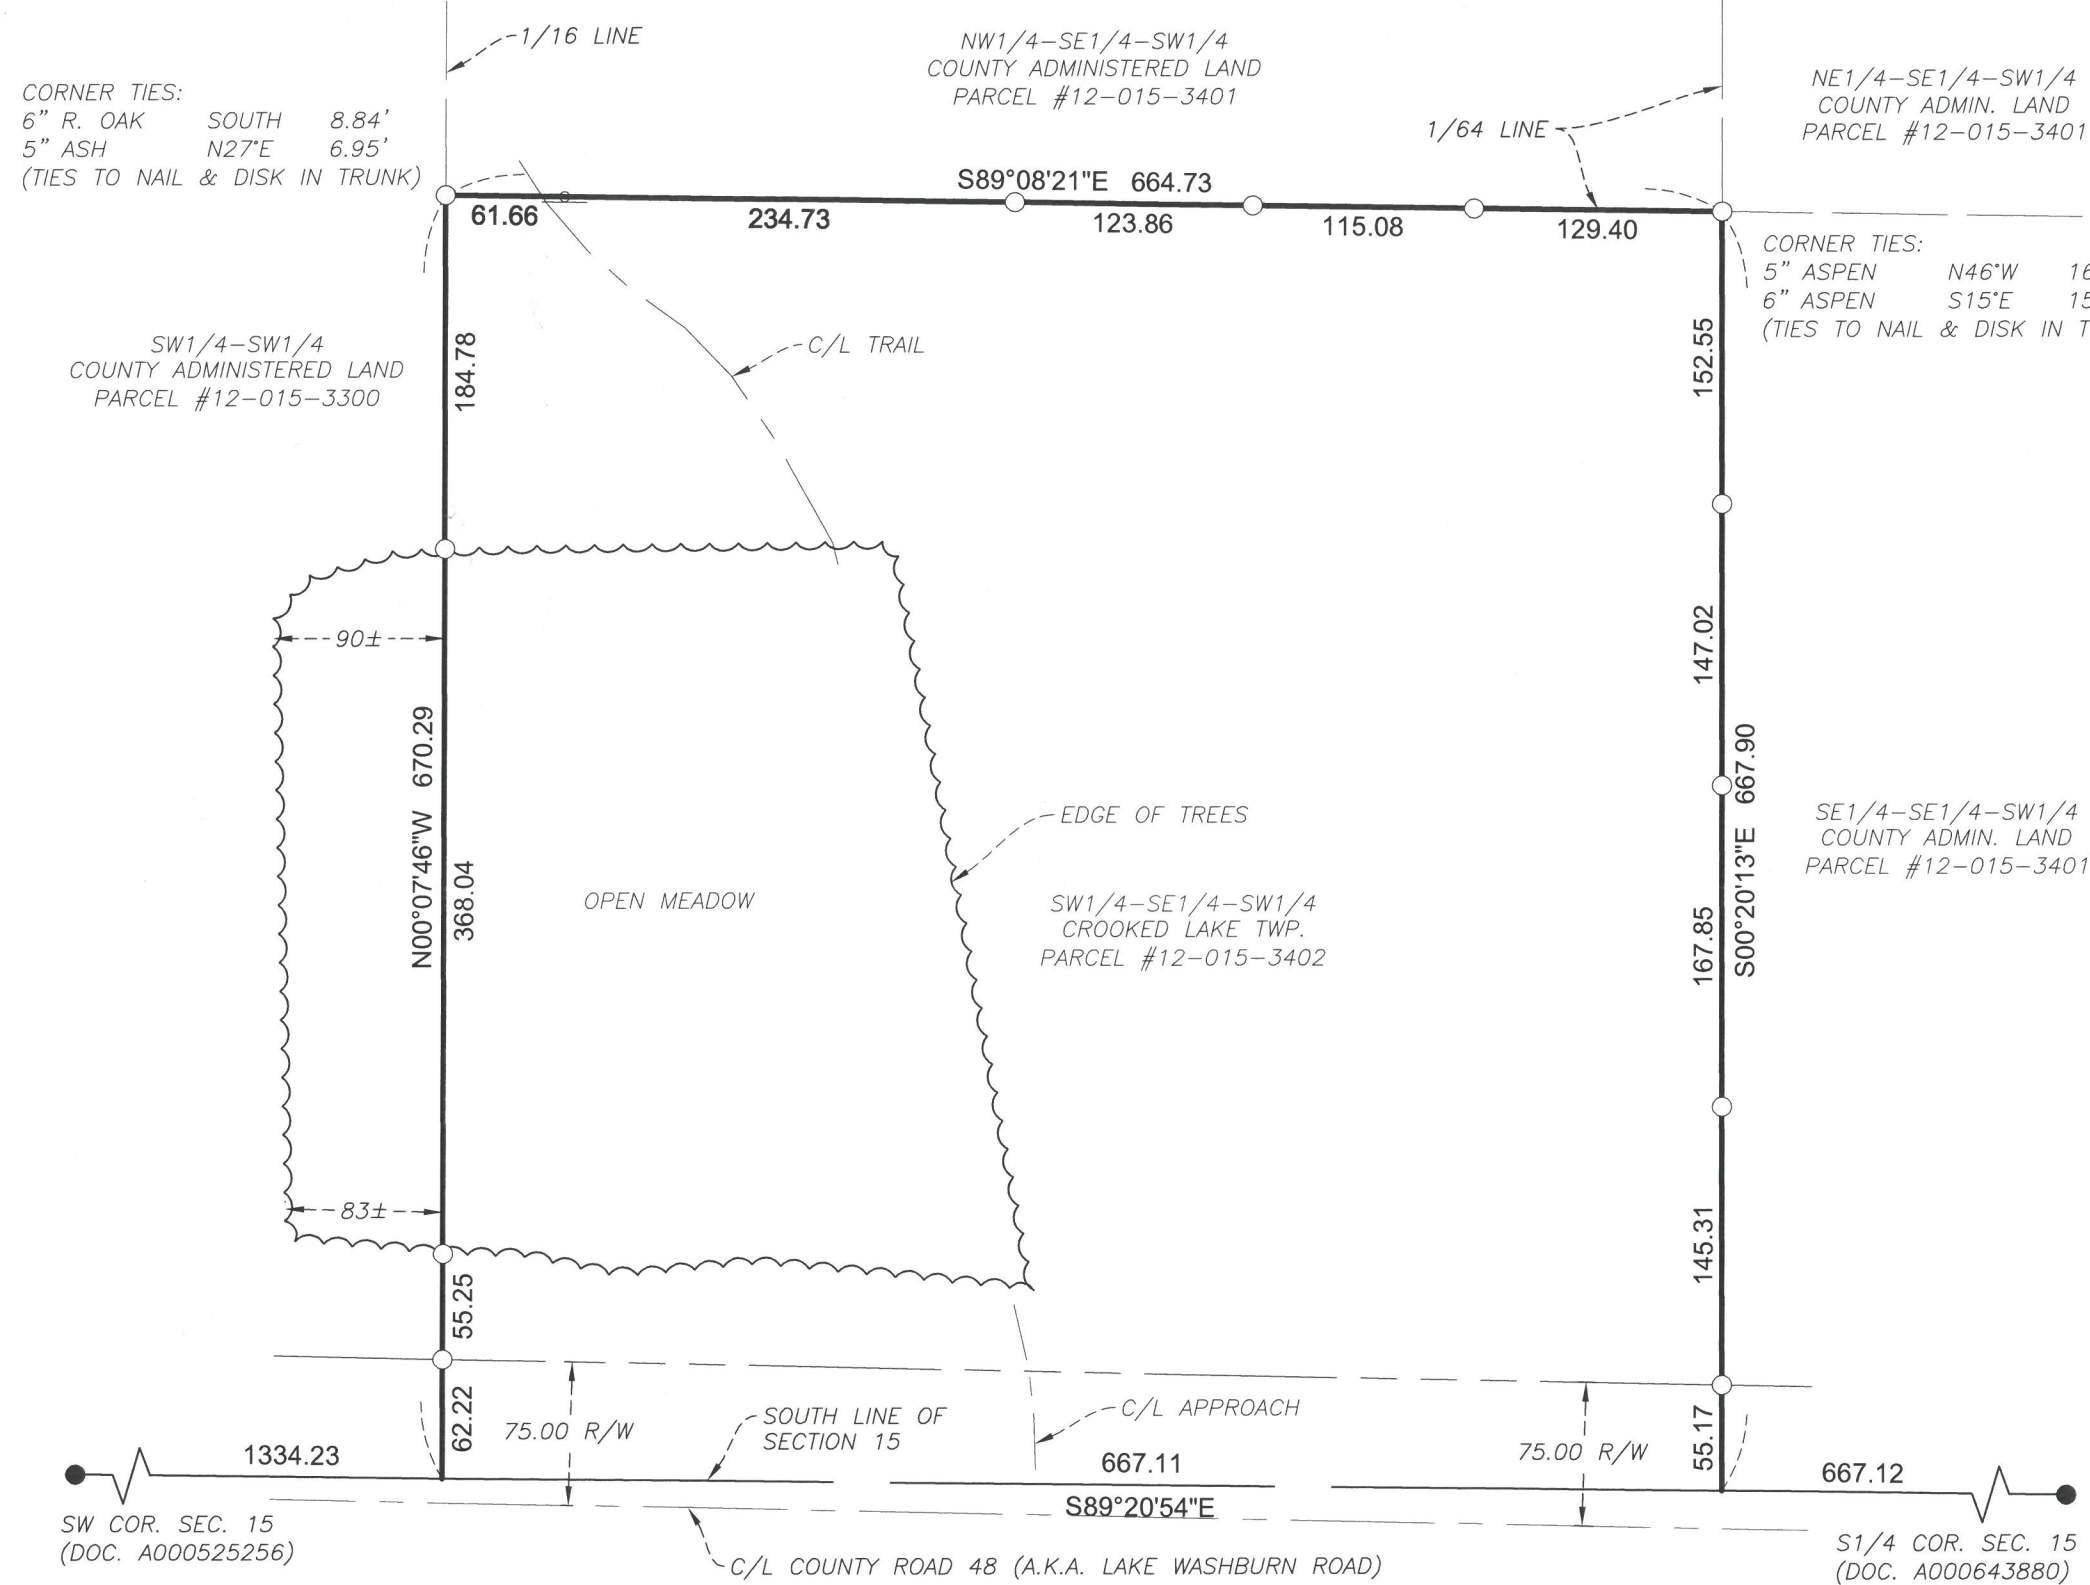 1/16 LINE
NW1/4-SE1/4-SW1/4
COUNTY ADMINISTERED LAND
PARCEL #12-015-3401
NE1/4-SE1/4-SW1/4
COUNTY ADMIN. LAND
PARCEL #12-015-3401
CORNER TIES:
6" R. OAK SOUTH 8.84'
5" ASH N27°E 6.95'
(TIES TO NAIL & DISK IN TRUNK)
1/64 LINE
S89°08'21"E 664.73
61.66 234.73 123.86 115.08 129.40
CORNER TIES:
5" ASPEN N46°W 16
6" ASPEN S15°E 15
(TIES TO NAIL & DISK IN T
SW1/4-SW1/4
COUNTY ADMINISTERED LAND
PARCEL #12-015-3300
184.78
C/L TRAIL
152.55
90±
147.02
N00°07'46"W 670.29
368.04
EDGE OF TREES
OPEN MEADOW
SW1/4-SE1/4-SW1/4
CROOKED LAKE TWP.
PARCEL #12-015-3402
167.85
S00°20'13"E 667.90
SE1/4-SE1/4-SW1/4
COUNTY ADMIN. LAND
PARCEL #12-015-3401
83±
55.25
145.31
62.22
75.00 R/W
SOUTH LINE OF
SECTION 15
C/L APPROACH
75.00 R/W
55.17
1334.23
667.11
667.12
S89°20'54"E
SW COR. SEC. 15
(DOC. A000525256)
C/L COUNTY ROAD 48 (A.K.A. LAKE WASHBURN ROAD)
S1/4 COR. SEC. 15
(DOC. A000643880)